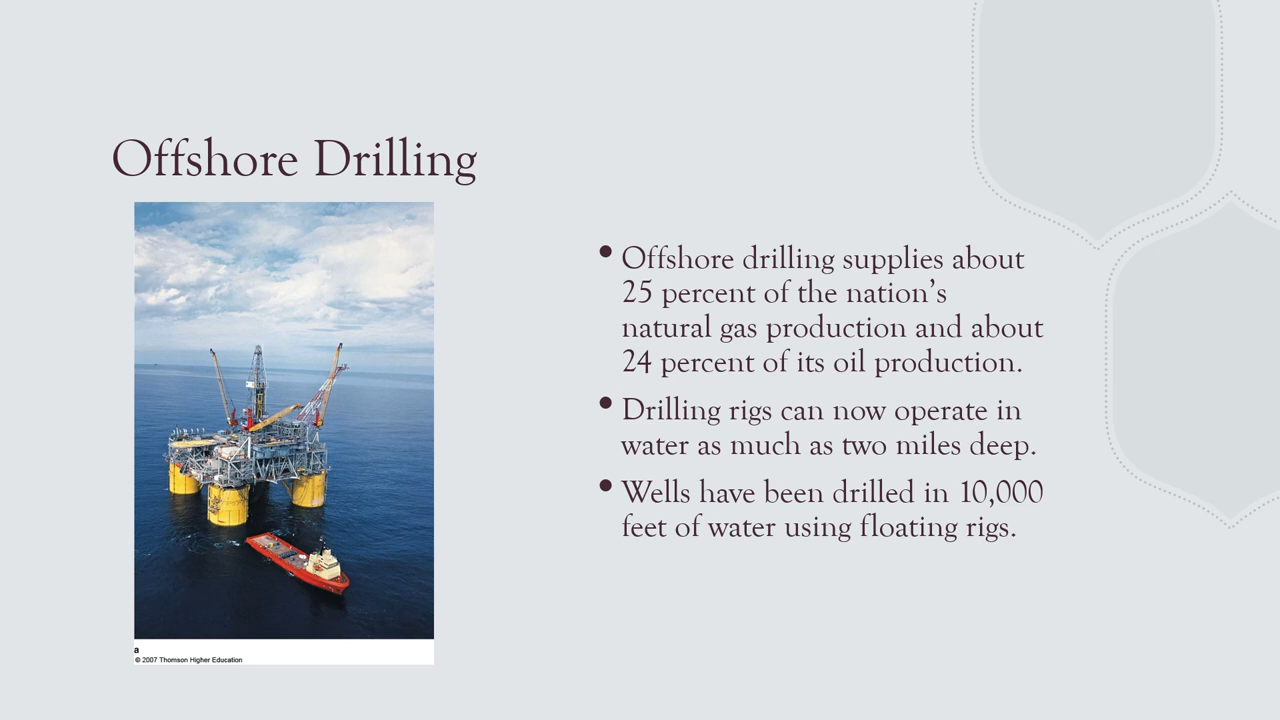 Offshore Drilling
• Offshore drilling supplies about
25 percent of the nation’s
natural gas production and about
24 percent of its oil production.
• Drilling rigs can now operate in
water as much as two miles deep.
• Wells have been drilled in 10,000
feet of water using floating rigs.
a
© 2007 Thomson Higher Education